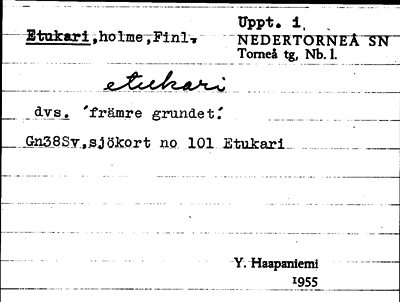 Uppt. 1.
Etukari, holme, Finl.
NEDERTORNEÅ SN
Torneå tg, Nb. l.
etukari
dvs. 'främre grundet'.
Gn38Sv, sjökort no 101 Etukari
Y. Haapaniemi
1955